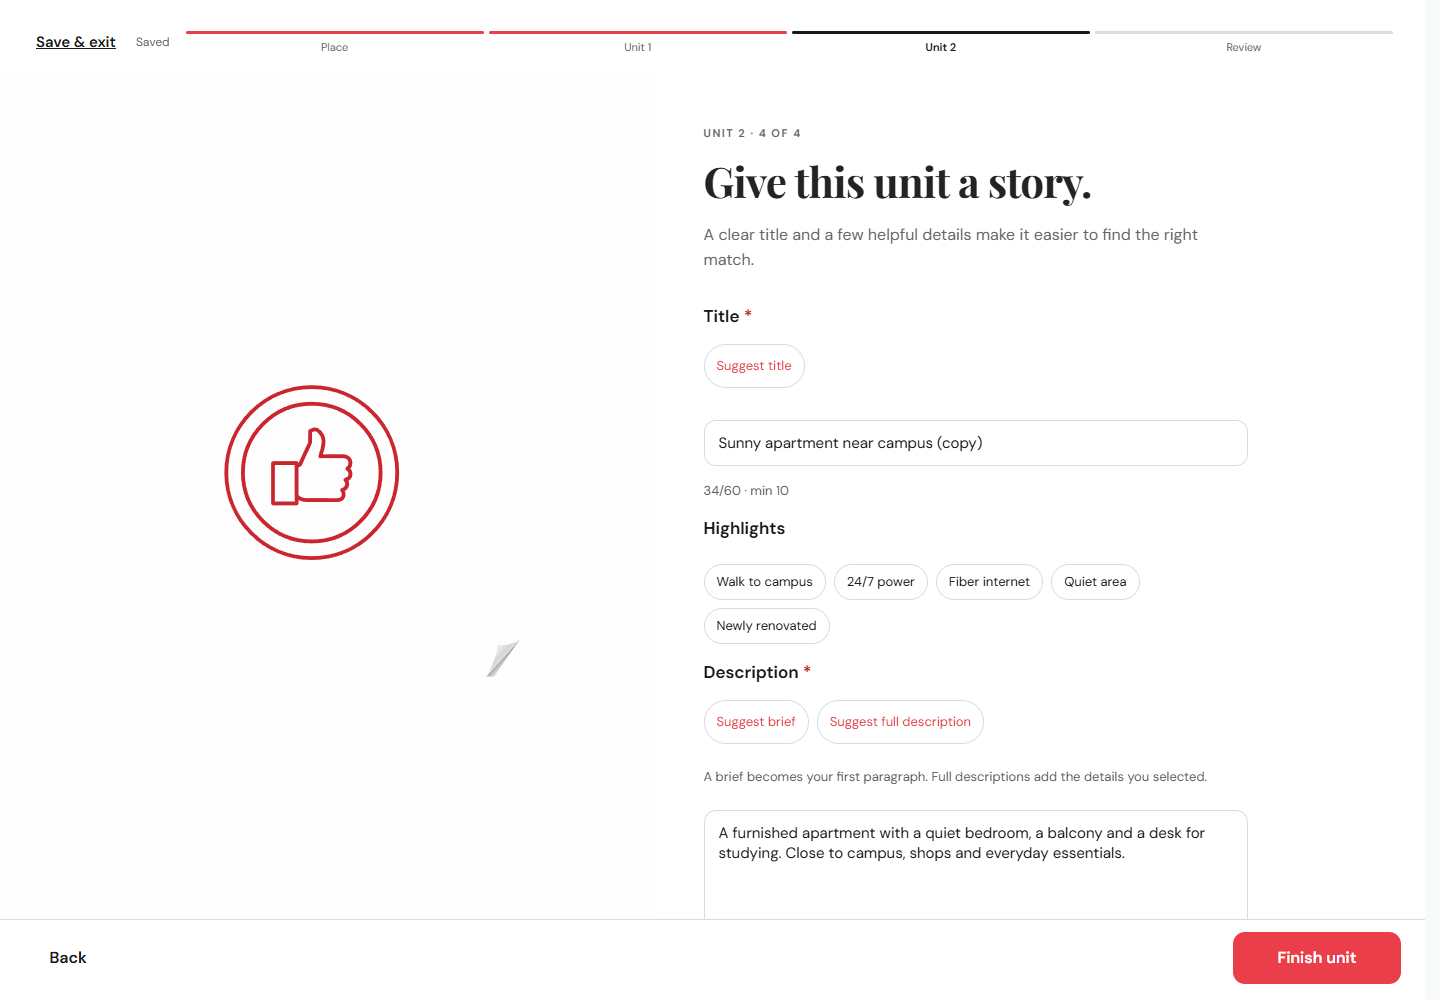 Save & exit
Saved
Place
Unit 1
Unit 2
Review
UNIT 2 · 4 OF 4
Give this unit a story.
A clear title and a few helpful details make it easier to find the right
match.
Title *
Suggest title
Sunny apartment near campus (copy)
34/60 · min 10
Highlights
Walk to campus
24/7 power
Fiber internet
Quiet area
Newly renovated
Description *
Suggest brief
Suggest full description
A brief becomes your first paragraph. Full descriptions add the details you selected.
A furnished apartment with a quiet bedroom, a balcony and a desk for
studying. Close to campus, shops and everyday essentials.
Back
Finish unit